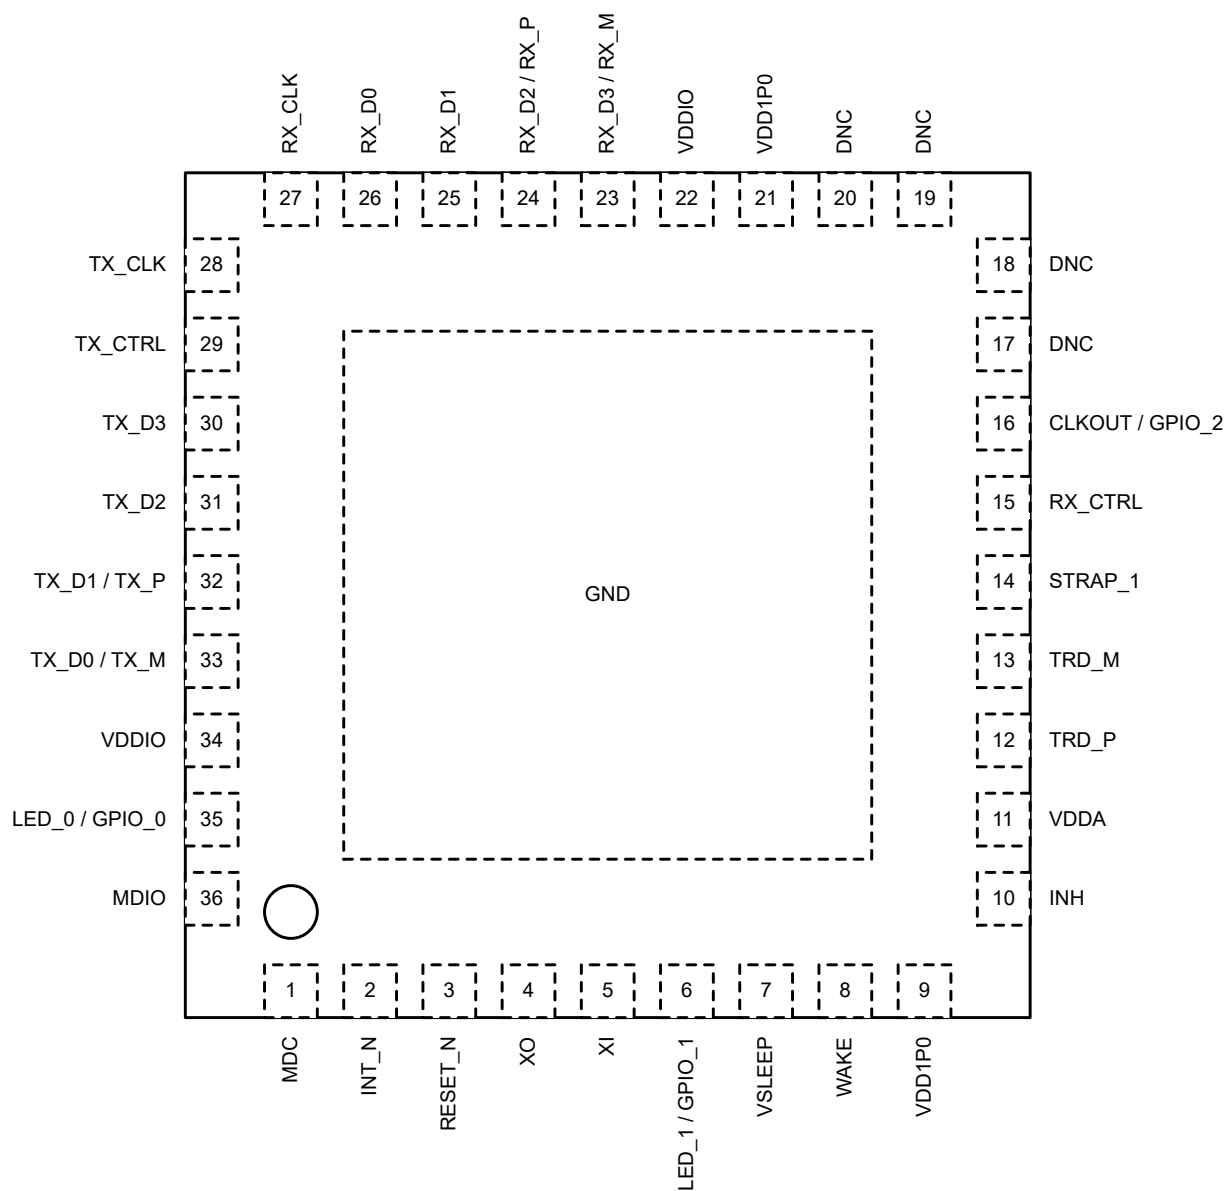 RX_CLK
RX_D0
RX_D1
RX_D2 / RX_P
RX_D3 / RX_M
VDDIO
VDD1P0
DNC
DNC
27
26
25
24
23
22
21
20
19
TX_CLK 28
18 DNC
TX_CTRL 29
17 DNC
TX_D3 30
16 CLKOUT / GPIO_2
TX_D2 31
15 RX_CTRL
TX_D1 / TX_P 32
14 STRAP_1
GND
TX_D0 / TX_M 33
13 TRD_M
VDDIO 34
12 TRD_P
LED_0 / GPIO_0 35
11 VDDA
MDIO 36
10 INH
1
2
3
4
5
6
7
8
9
MDC
INT_N
RESET_N
XO
XI
LED_1 / GPIO_1
VSLEEP
WAKE
VDD1P0